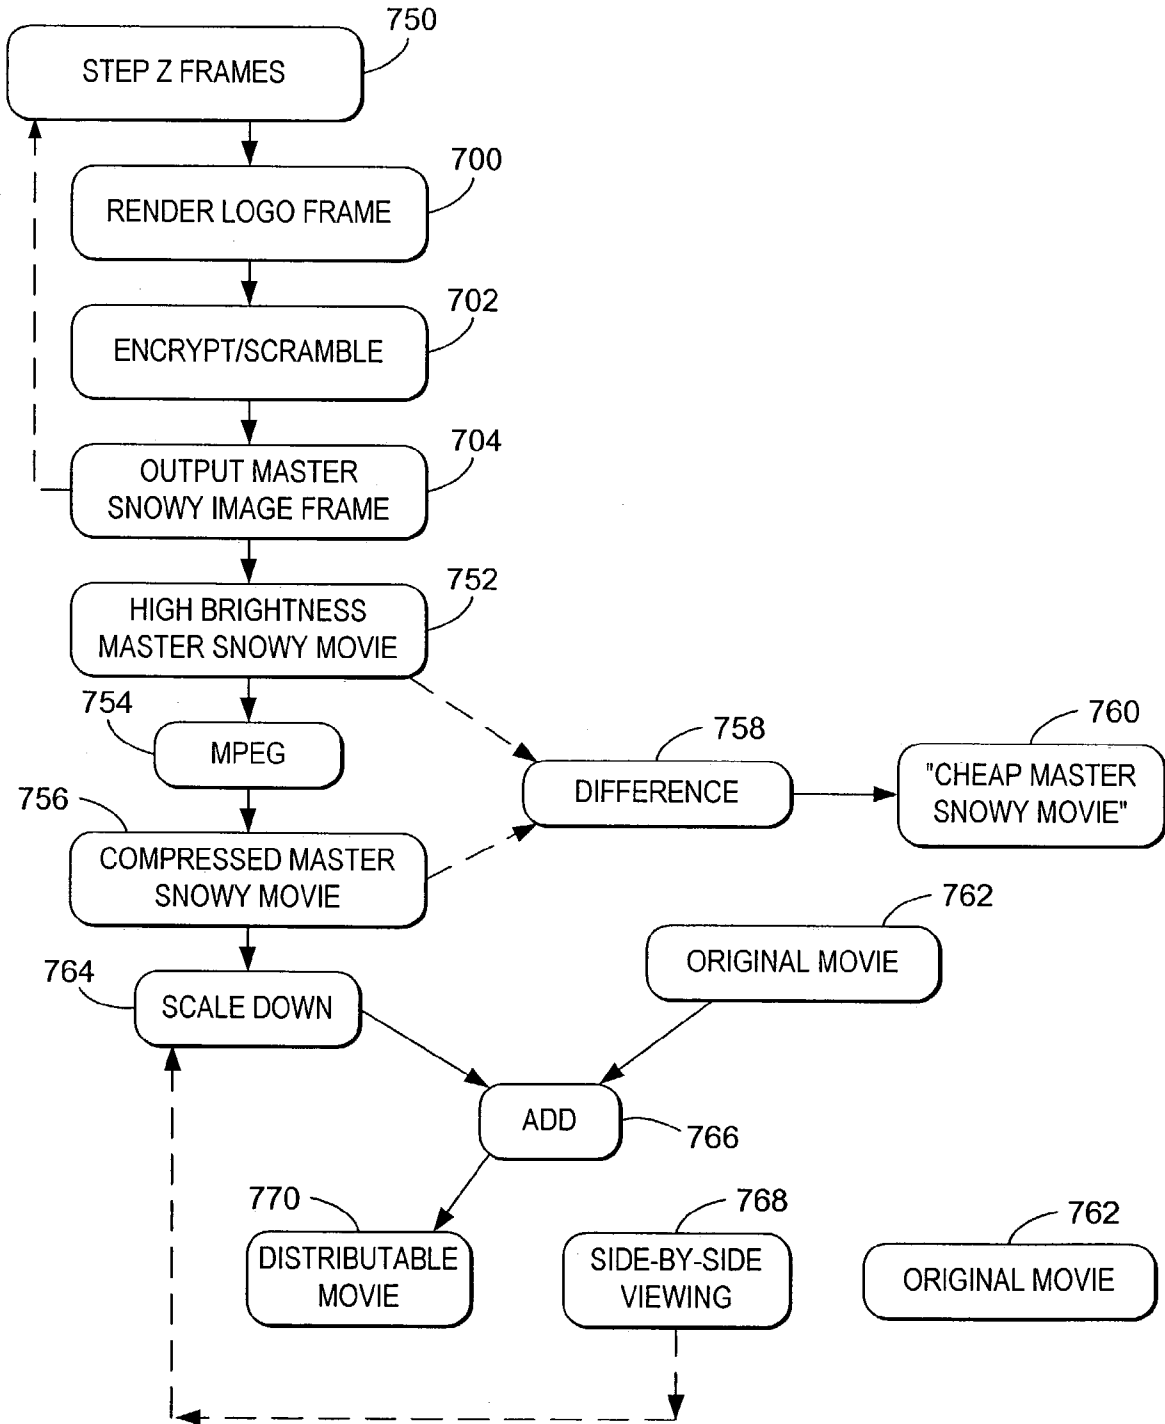 750
STEP Z FRAMES
700
RENDER LOGO FRAME
702
ENCRYPT/SCRAMBLE
704
OUTPUT MASTER
SNOWY IMAGE FRAME
752
HIGH BRIGHTNESS
MASTER SNOWY MOVIE
754
MPEG
758
DIFFERENCE
760
"CHEAP MASTER
SNOWY MOVIE"
756
COMPRESSED MASTER
SNOWY MOVIE
762
ORIGINAL MOVIE
764
SCALE DOWN
ADD
766
770
DISTRIBUTABLE
MOVIE
768
SIDE-BY-SIDE
VIEWING
762
ORIGINAL MOVIE